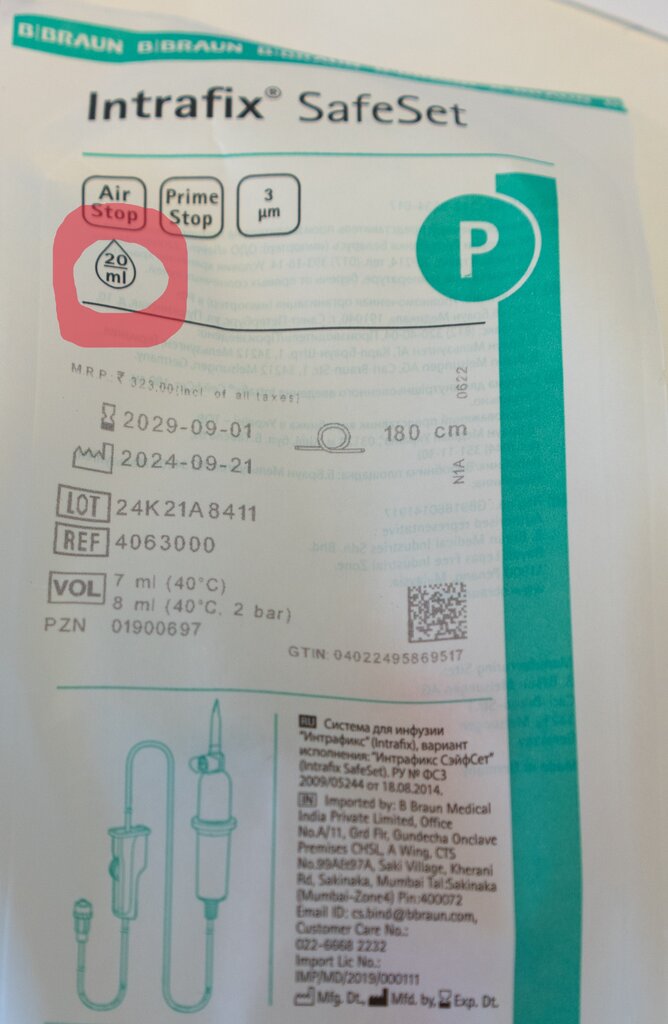 B|BRAUN B|BRAUN B|BRAUN B|BRAUN
Intrafix® SafeSet
Air Stop
Prime Stop
3 µm
20 ml
P
MRP ₹ 323.00(incl. of all taxes)
0622
2029-09-01
180 cm
2024-09-21
N1A
LOT 24K21A8411
REF 4063000
VOL 7 ml (40°C)
8 ml (40°C, 2 bar)
PZN 01900697
GTIN: 04022495869517
RU Система для инфузии
"Интрафикс" (Intrafix), вариант
исполнения: "Интрафикс СэйфСет"
(Intrafix SafeSet). РУ № ФСЗ
2009/05244 от 18.08.2014.
IN Imported by: B Braun Medical
India Private Limited, Office
No.A/11, Grd Flr, Gundecha Onclave
Premises CHSL, A Wing, CTS
Saki Village, Kherani
Rd, Sakinaka, Mumbai Tal:Sakinaka
(Mumbai-Zone4) Pin:400072
Email ID: cs.bind@bbraun.com,
Customer Care No.:
022-6668 2232
Import Lic No.:
IMP/MD/2019/000111
Mfg. Dt., Mfd. by, Exp. Dt.